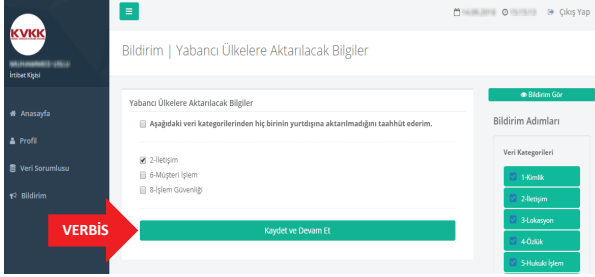 KVKK
İrtibat Kişisi
Anasayfa
Profil
Veri Sorumlusu
Bildirim
Çıkış Yap
Bildirim | Yabancı Ülkelere Aktarılacak Bilgiler
Yabancı Ülkelere Aktarılacak Bilgiler
Aşağıdaki veri kategorilerinden hiç birinin yurtdışına aktarılmadığını taahhüt ederim.
2-İletişim
6-Müşteri İşlem
8-İşlem Güvenliği
VERBİS
Kaydet ve Devam Et
Bildirim Gör
Bildirim Adımları
Veri Kategorileri
1-Kimlik
2-İletişim
3-Lokasyon
4-Özlük
5-Hukuki İşlem